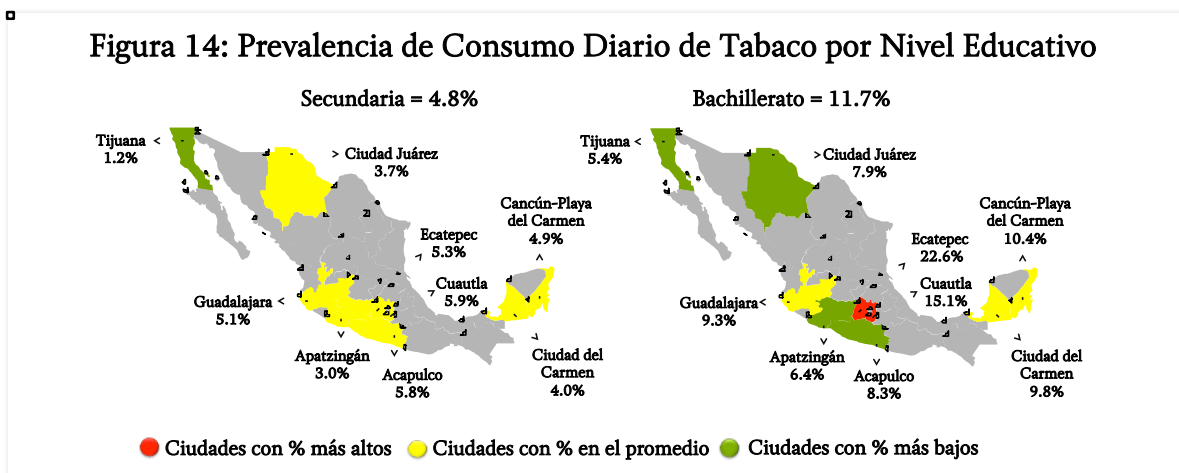 Figura 14: Prevalencia de Consumo Diario de Tabaco por Nivel Educativo
Secundaria = 4.8%
Tijuana
1.2%
Ciudad Juárez
3.7%
Cancún-Playa
del Carmen
4.9%
Ecatepec
5.3%
Cuautla
5.9%
Guadalajara
5.1%
Apatzingán
3.0%
Acapulco
5.8%
Ciudad del
Carmen
4.0%
Bachillerato = 11.7%
Tijuana
5.4%
Ciudad Juárez
7.9%
Cancún-Playa
del Carmen
10.4%
Ecatepec
22.6%
Cuautla
15.1%
Guadalajara
9.3%
Apatzingán
6.4%
Acapulco
8.3%
Ciudad del
Carmen
9.8%
Ciudades con % más altos
Ciudades con % en el promedio
Ciudades con % más bajos